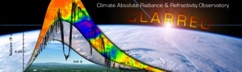 Climate Absolute Radiance & Refractivity Observatory
CLARREO